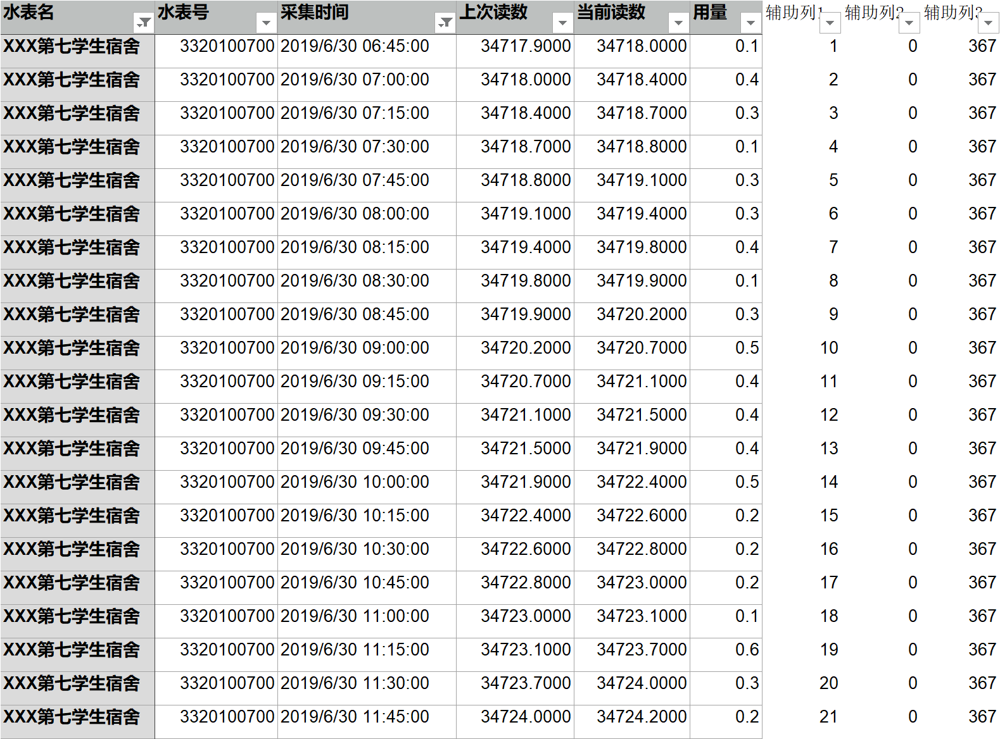 水表名 水表号 采集时间 上次读数 当前读数 用量 辅助列1 辅助列2 辅助列3
XXX第七学生宿舍 3320100700 2019/6/30 06:45:00 34717.9000 34718.0000 0.1 1 0 367
XXX第七学生宿舍 3320100700 2019/6/30 07:00:00 34718.0000 34718.4000 0.4 2 0 367
XXX第七学生宿舍 3320100700 2019/6/30 07:15:00 34718.4000 34718.7000 0.3 3 0 367
XXX第七学生宿舍 3320100700 2019/6/30 07:30:00 34718.7000 34718.8000 0.1 4 0 367
XXX第七学生宿舍 3320100700 2019/6/30 07:45:00 34718.8000 34719.1000 0.3 5 0 367
XXX第七学生宿舍 3320100700 2019/6/30 08:00:00 34719.1000 34719.4000 0.3 6 0 367
XXX第七学生宿舍 3320100700 2019/6/30 08:15:00 34719.4000 34719.8000 0.4 7 0 367
XXX第七学生宿舍 3320100700 2019/6/30 08:30:00 34719.8000 34719.9000 0.1 8 0 367
XXX第七学生宿舍 3320100700 2019/6/30 08:45:00 34719.9000 34720.2000 0.3 9 0 367
XXX第七学生宿舍 3320100700 2019/6/30 09:00:00 34720.2000 34720.7000 0.5 10 0 367
XXX第七学生宿舍 3320100700 2019/6/30 09:15:00 34720.7000 34721.1000 0.4 11 0 367
XXX第七学生宿舍 3320100700 2019/6/30 09:30:00 34721.1000 34721.5000 0.4 12 0 367
XXX第七学生宿舍 3320100700 2019/6/30 09:45:00 34721.5000 34721.9000 0.4 13 0 367
XXX第七学生宿舍 3320100700 2019/6/30 10:00:00 34721.9000 34722.4000 0.5 14 0 367
XXX第七学生宿舍 3320100700 2019/6/30 10:15:00 34722.4000 34722.6000 0.2 15 0 367
XXX第七学生宿舍 3320100700 2019/6/30 10:30:00 34722.6000 34722.8000 0.2 16 0 367
XXX第七学生宿舍 3320100700 2019/6/30 10:45:00 34722.8000 34723.0000 0.2 17 0 367
XXX第七学生宿舍 3320100700 2019/6/30 11:00:00 34723.0000 34723.1000 0.1 18 0 367
XXX第七学生宿舍 3320100700 2019/6/30 11:15:00 34723.1000 34723.7000 0.6 19 0 367
XXX第七学生宿舍 3320100700 2019/6/30 11:30:00 34723.7000 34724.0000 0.3 20 0 367
XXX第七学生宿舍 3320100700 2019/6/30 11:45:00 34724.0000 34724.2000 0.2 21 0 367